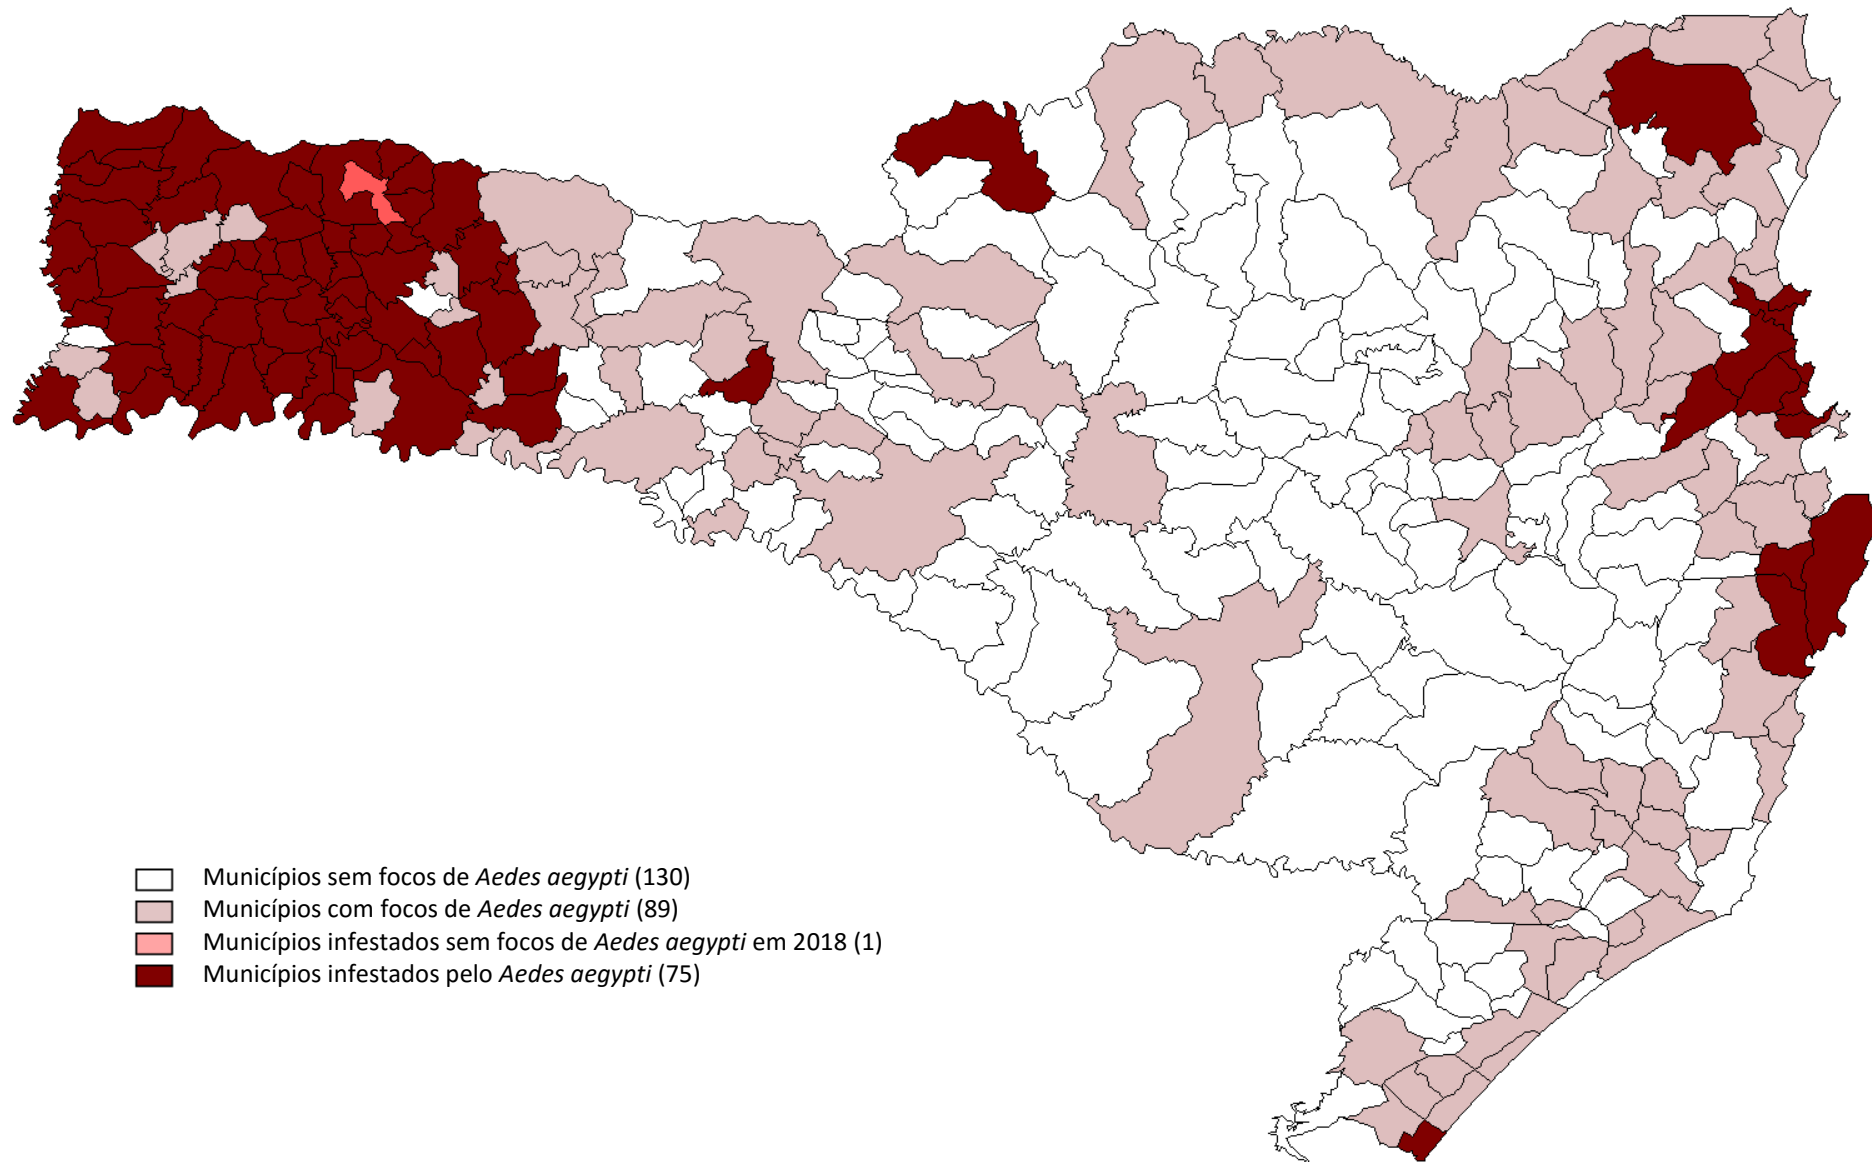 Municípios sem focos de Aedes aegypti (130)
Municípios com focos de Aedes aegypti (89)
Municípios infestados sem focos de Aedes aegypti em 2018 (1)
Municípios infestados pelo Aedes aegypti (75)